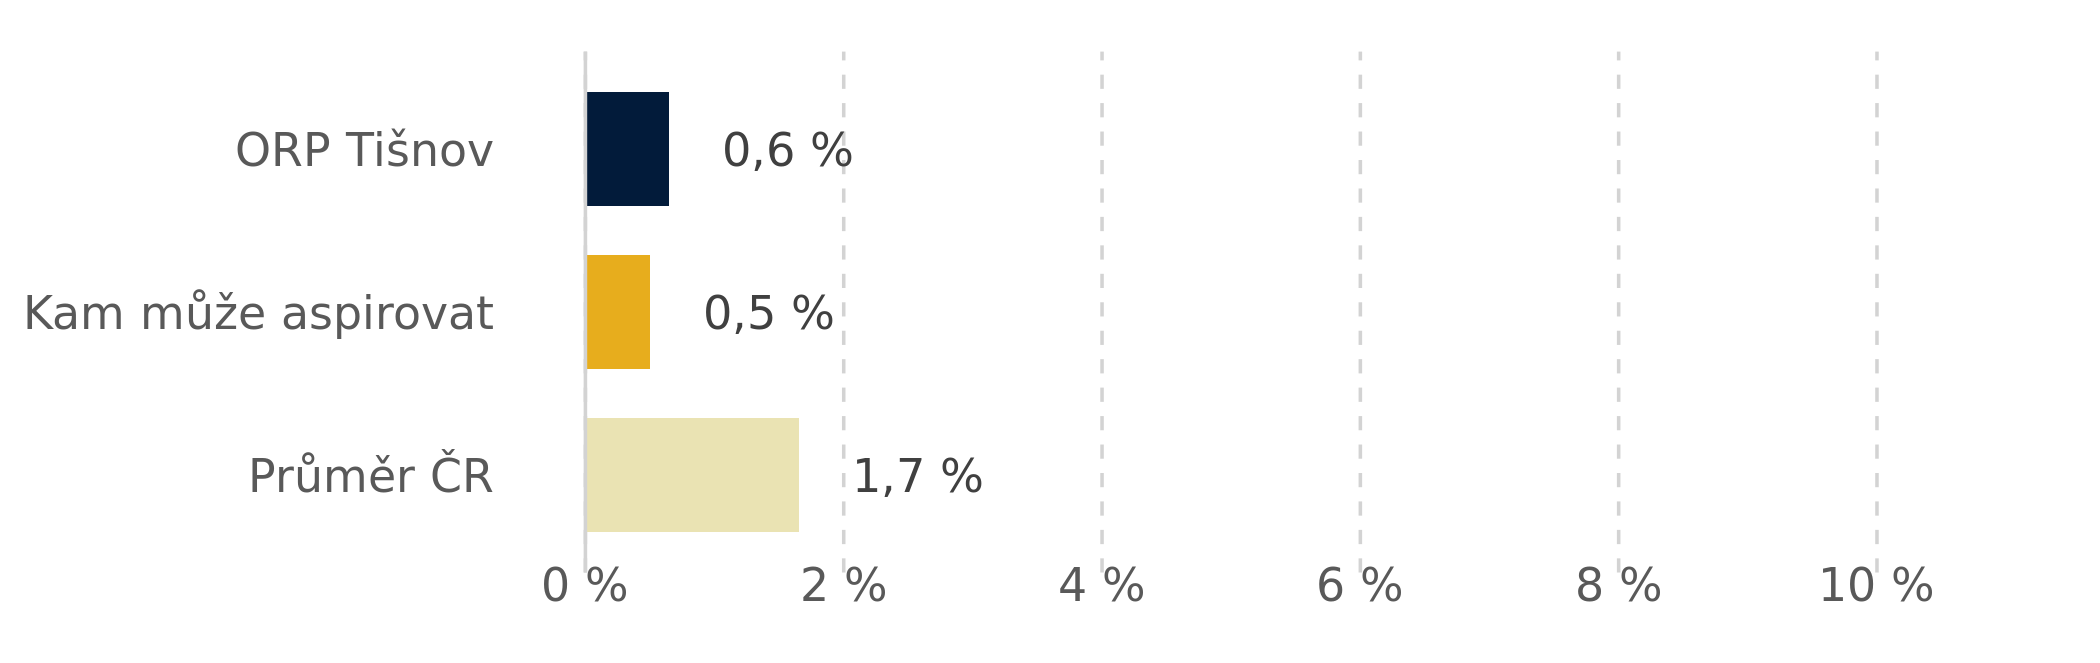 ORP Tišnov 0,6 %
Kam může aspirovat 0,5 %
Průměr ČR 1,7 %
0 % 2 % 4 % 6 % 8 % 10 %